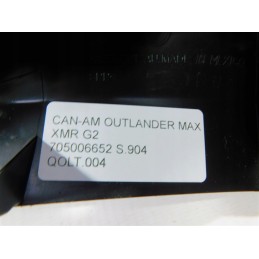 CAN-AM OUTLANDER MAX
XMR G2
705006652 S.904
QOLT.004